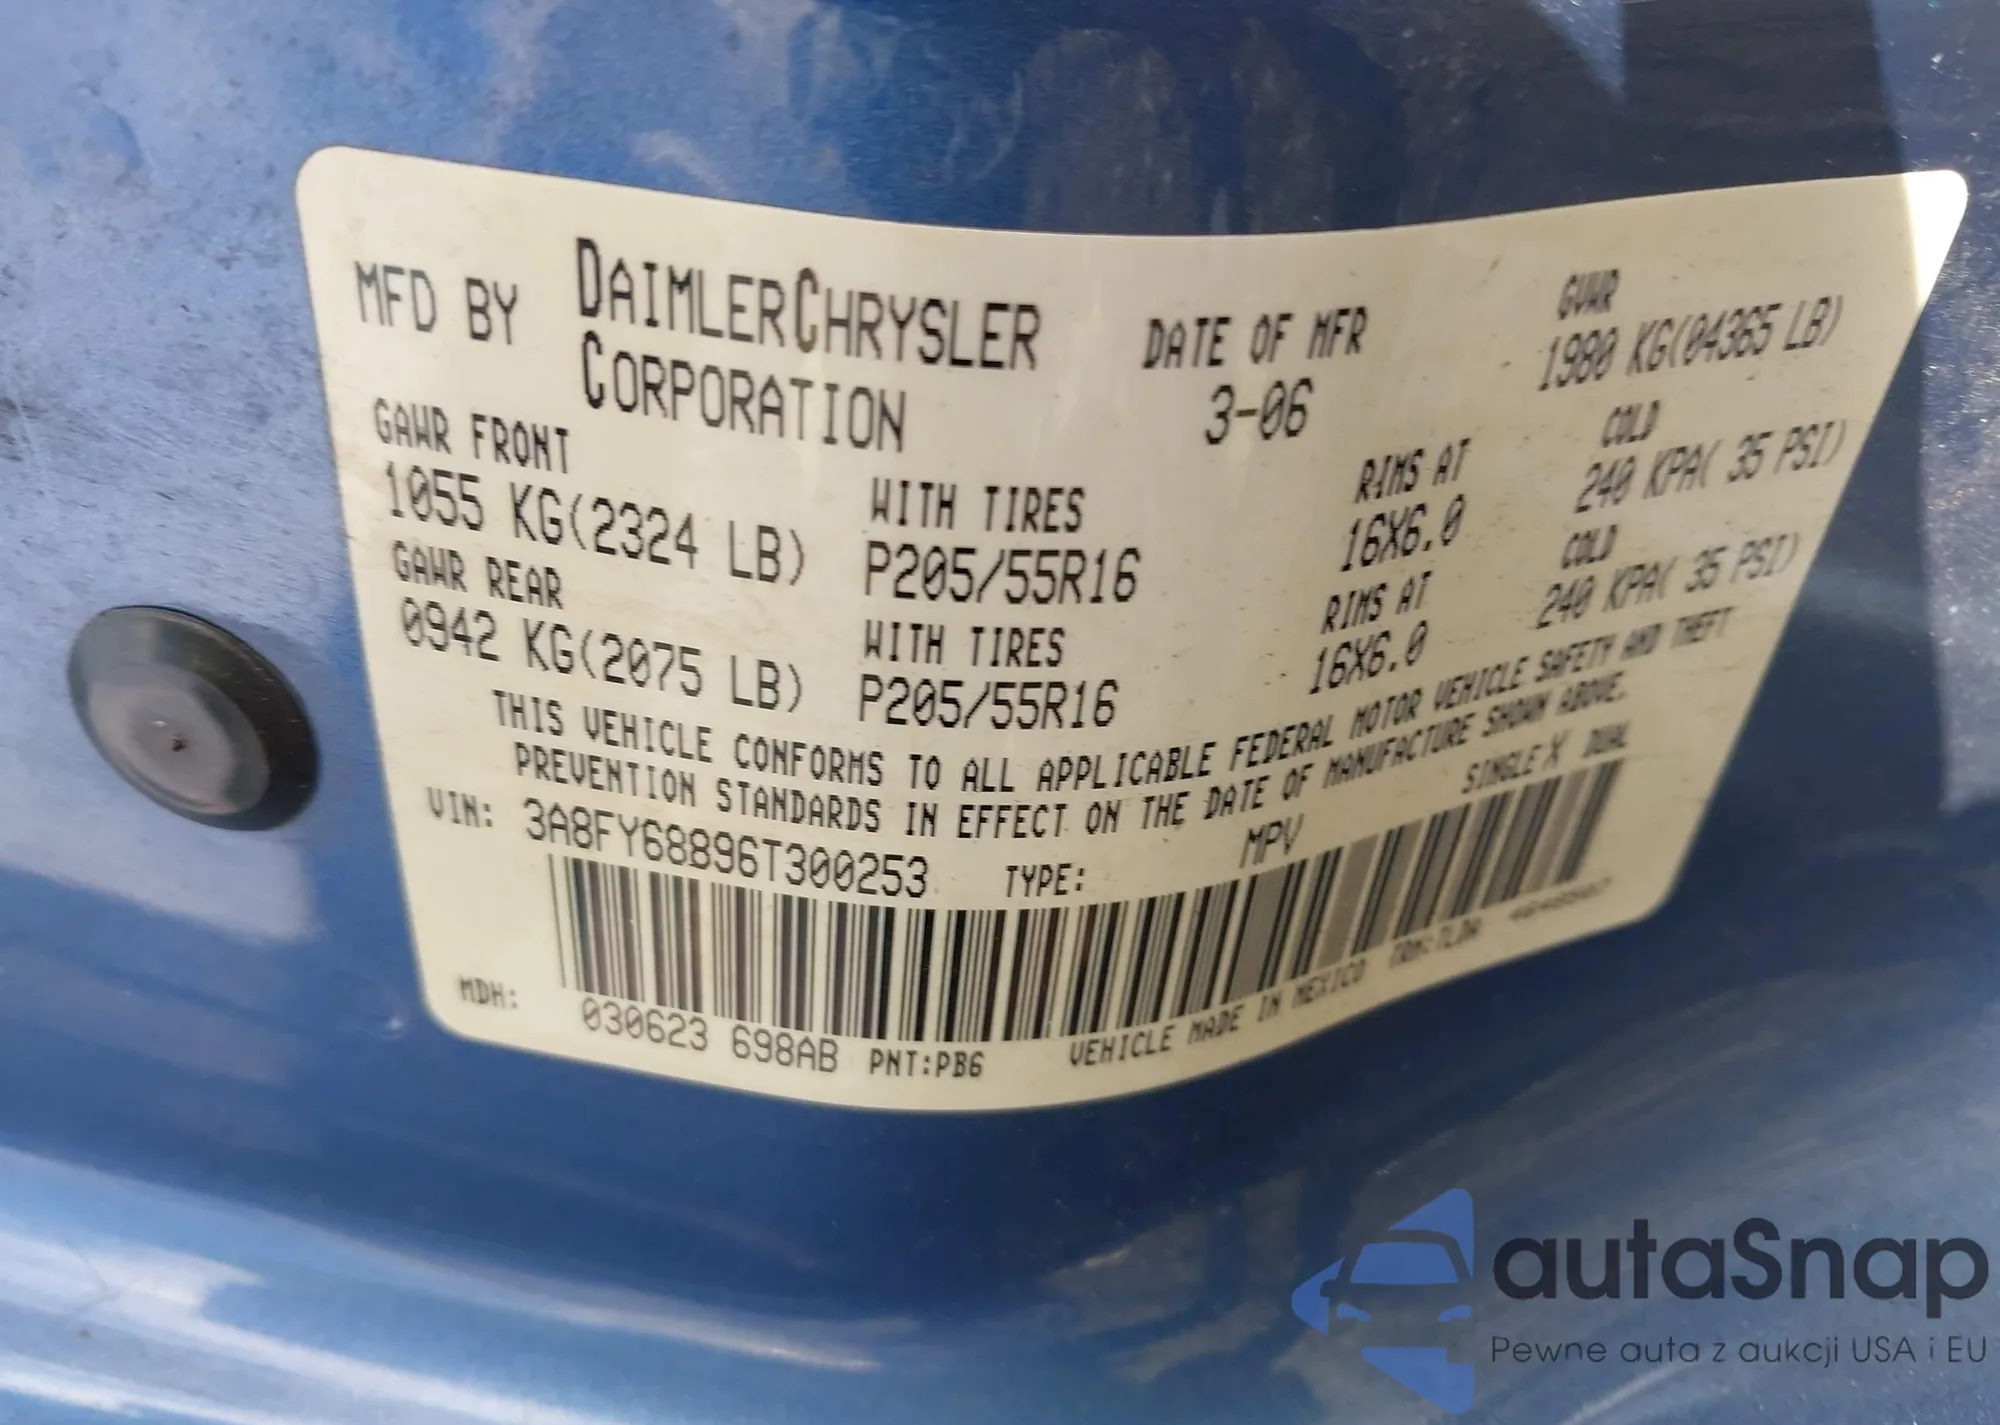 MFD BY DAIMLERCHRYSLER CORPORATION
DATE OF MFR 3-06
GVWR 1980 KG(04365 LB)
GAWR FRONT
1055 KG(2324 LB)
WITH TIRES
P205/55R16
RIMS AT
16X6.0
COLD
240 KPA( 35 PSI)
GAWR REAR
0942 KG(2075 LB)
WITH TIRES
P205/55R16
RIMS AT
16X6.0
COLD
240 KPA( 35 PSI)
THIS VEHICLE CONFORMS TO ALL APPLICABLE FEDERAL MOTOR VEHICLE SAFETY AND THEFT
PREVENTION STANDARDS IN EFFECT ON THE DATE OF MANUFACTURE SHOWN ABOVE.
VIN: 3A8FY68896T300253 TYPE: MPV SINGLE X DUAL
MDH: 030623 698AB PNT:PB6 VEHICLE MADE IN MEXICO TRM:TLDA
autaSnap
Pewne auta z aukcji USA i EU